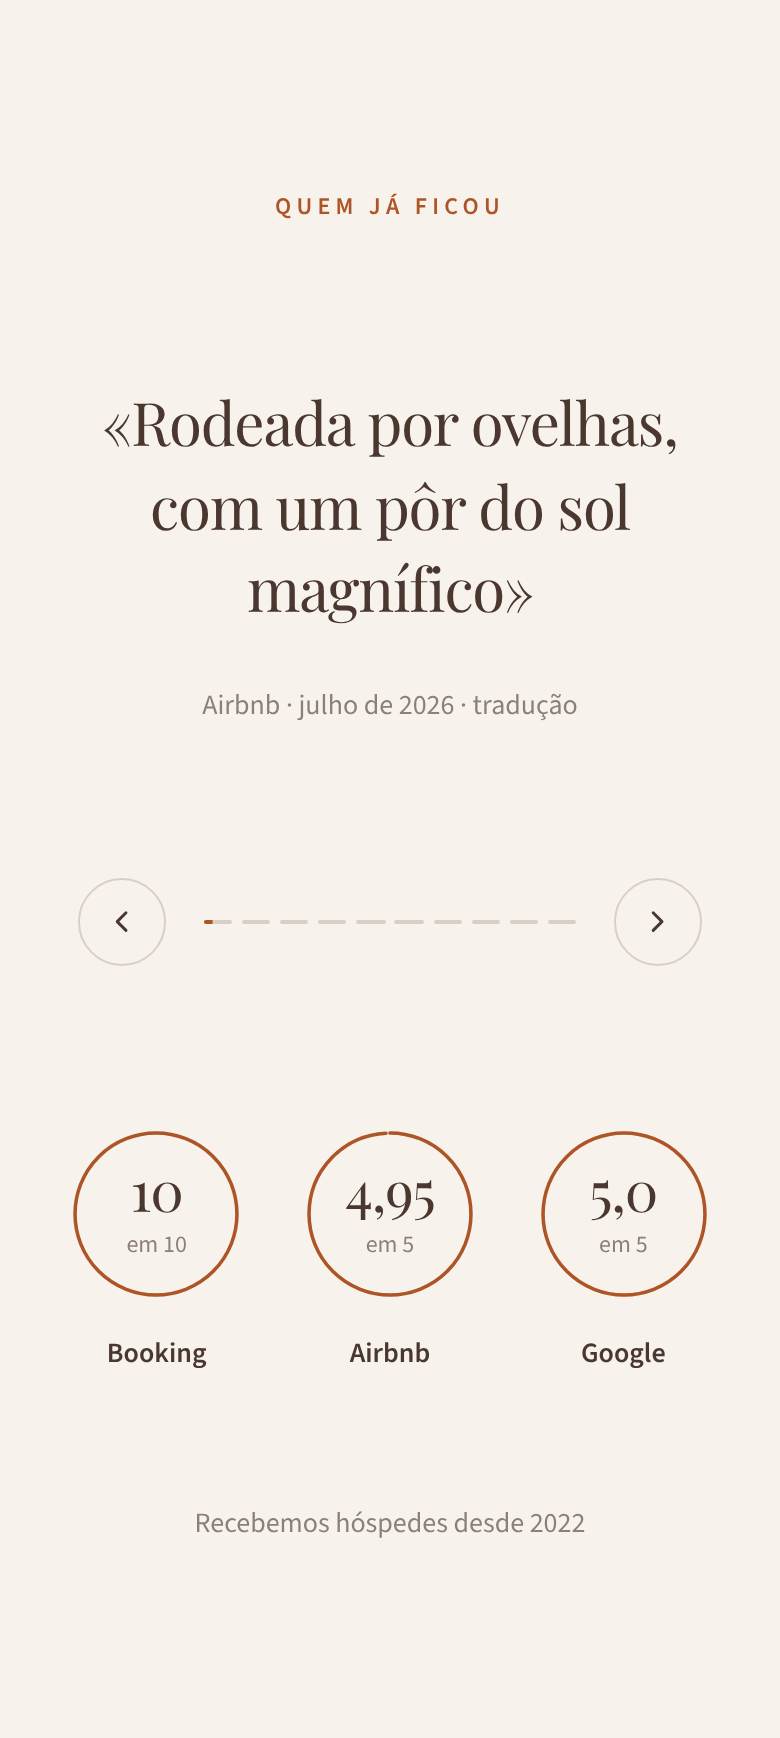 QUEM JÁ FICOU
«Rodeada por ovelhas,
com um pôr do sol
magnífico»
Airbnb · julho de 2026 · tradução
10
em 10
Booking
4,95
em 5
Airbnb
5,0
em 5
Google
Recebemos hóspedes desde 2022